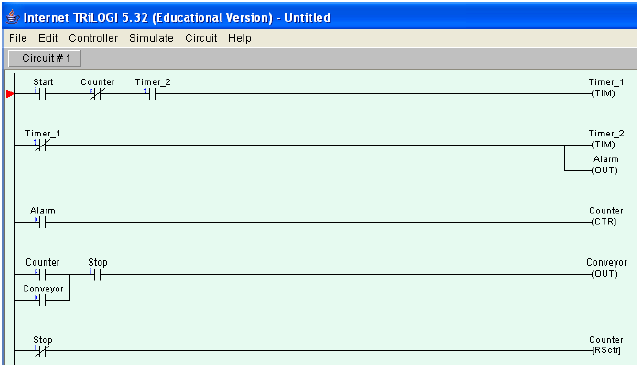 Internet TRiLOGI 5.32 (Educational Version) - Untitled
File Edit Controller Simulate Circuit Help
Circuit # 1
Start Counter Timer_2 Timer_1
(TIM)
Timer_1 Timer_2
(TIM)
Alarm
(OUT)
Alarm Counter
(CTR)
Counter Stop Conveyor
(OUT)
Conveyor
Stop Counter
[RSctr]